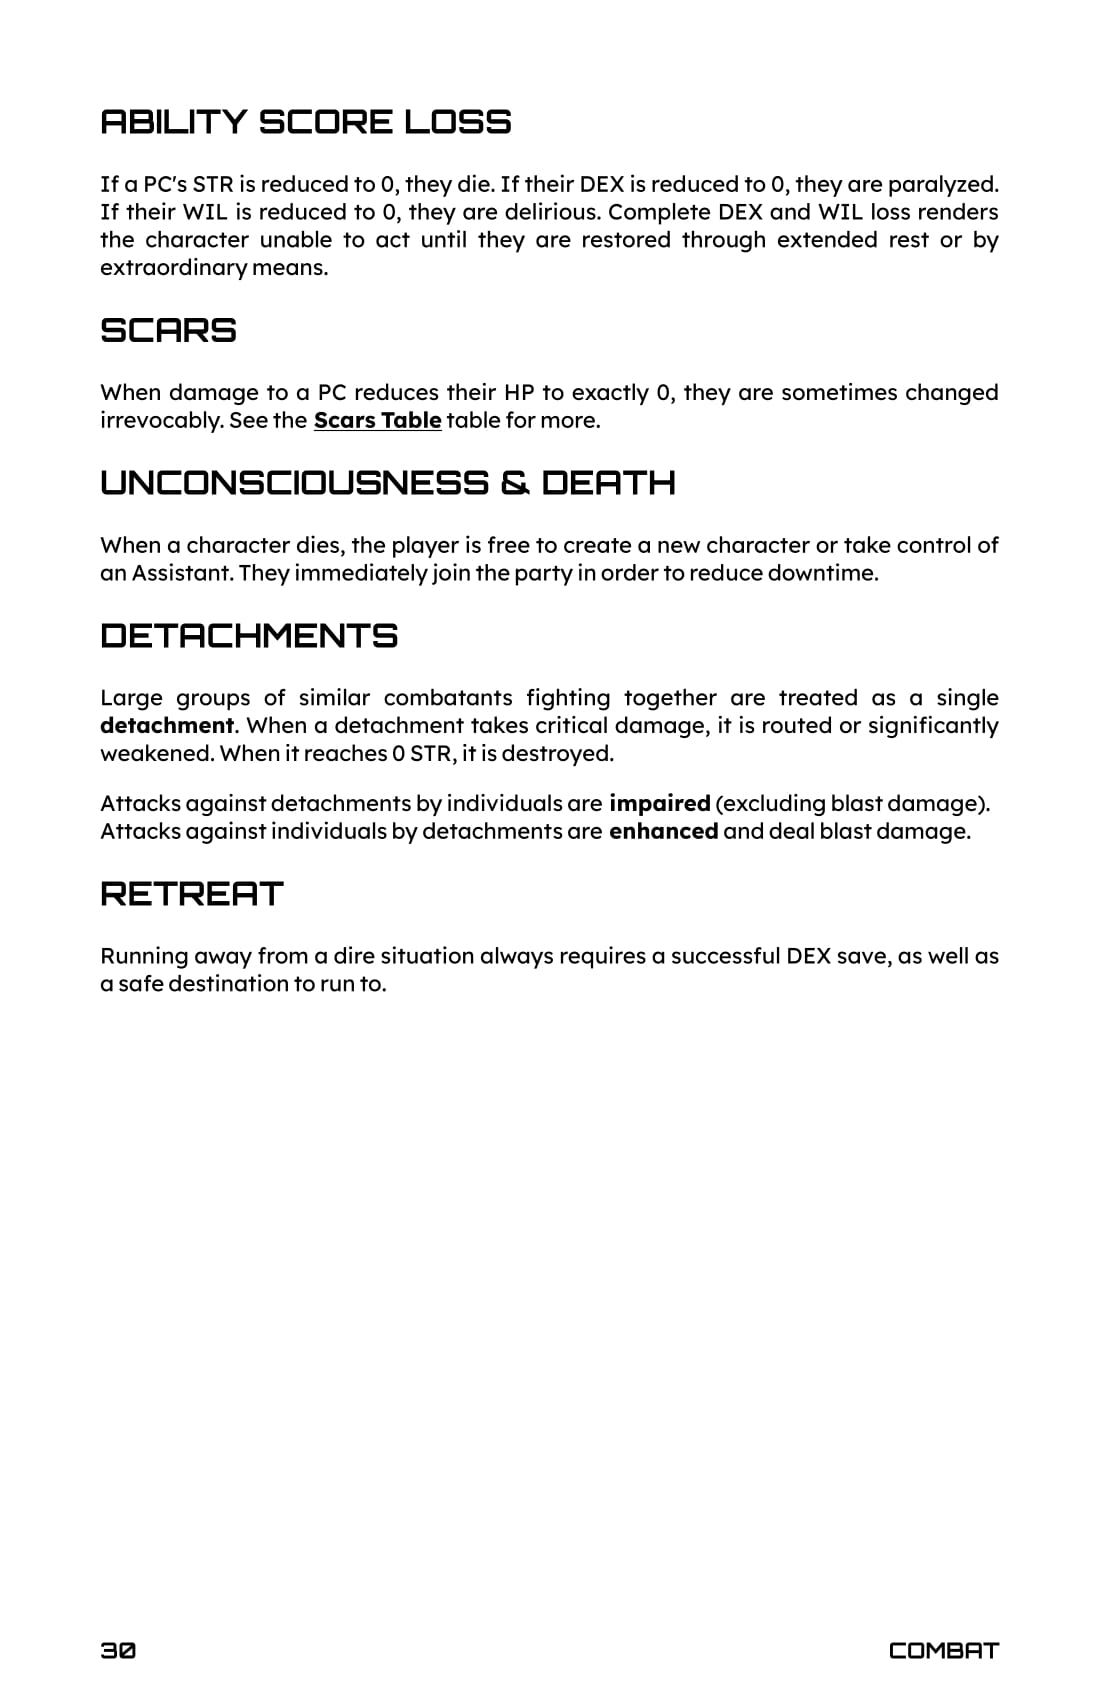 ABILITY SCORE LOSS
If a PC's STR is reduced to 0, they die. If their DEX is reduced to 0, they are paralyzed.
If their WIL is reduced to 0, they are delirious. Complete DEX and WIL loss renders
the character unable to act until they are restored through extended rest or by
extraordinary means.
SCARS
When damage to a PC reduces their HP to exactly 0, they are sometimes changed
irrevocably. See the Scars Table table for more.
UNCONSCIOUSNESS & DEATH
When a character dies, the player is free to create a new character or take control of
an Assistant. They immediately join the party in order to reduce downtime.
DETACHMENTS
Large groups of similar combatants fighting together are treated as a single
detachment. When a detachment takes critical damage, it is routed or significantly
weakened. When it reaches 0 STR, it is destroyed.
Attacks against detachments by individuals are impaired (excluding blast damage).
Attacks against individuals by detachments are enhanced and deal blast damage.
RETREAT
Running away from a dire situation always requires a successful DEX save, as well as
a safe destination to run to.
30
COMBAT